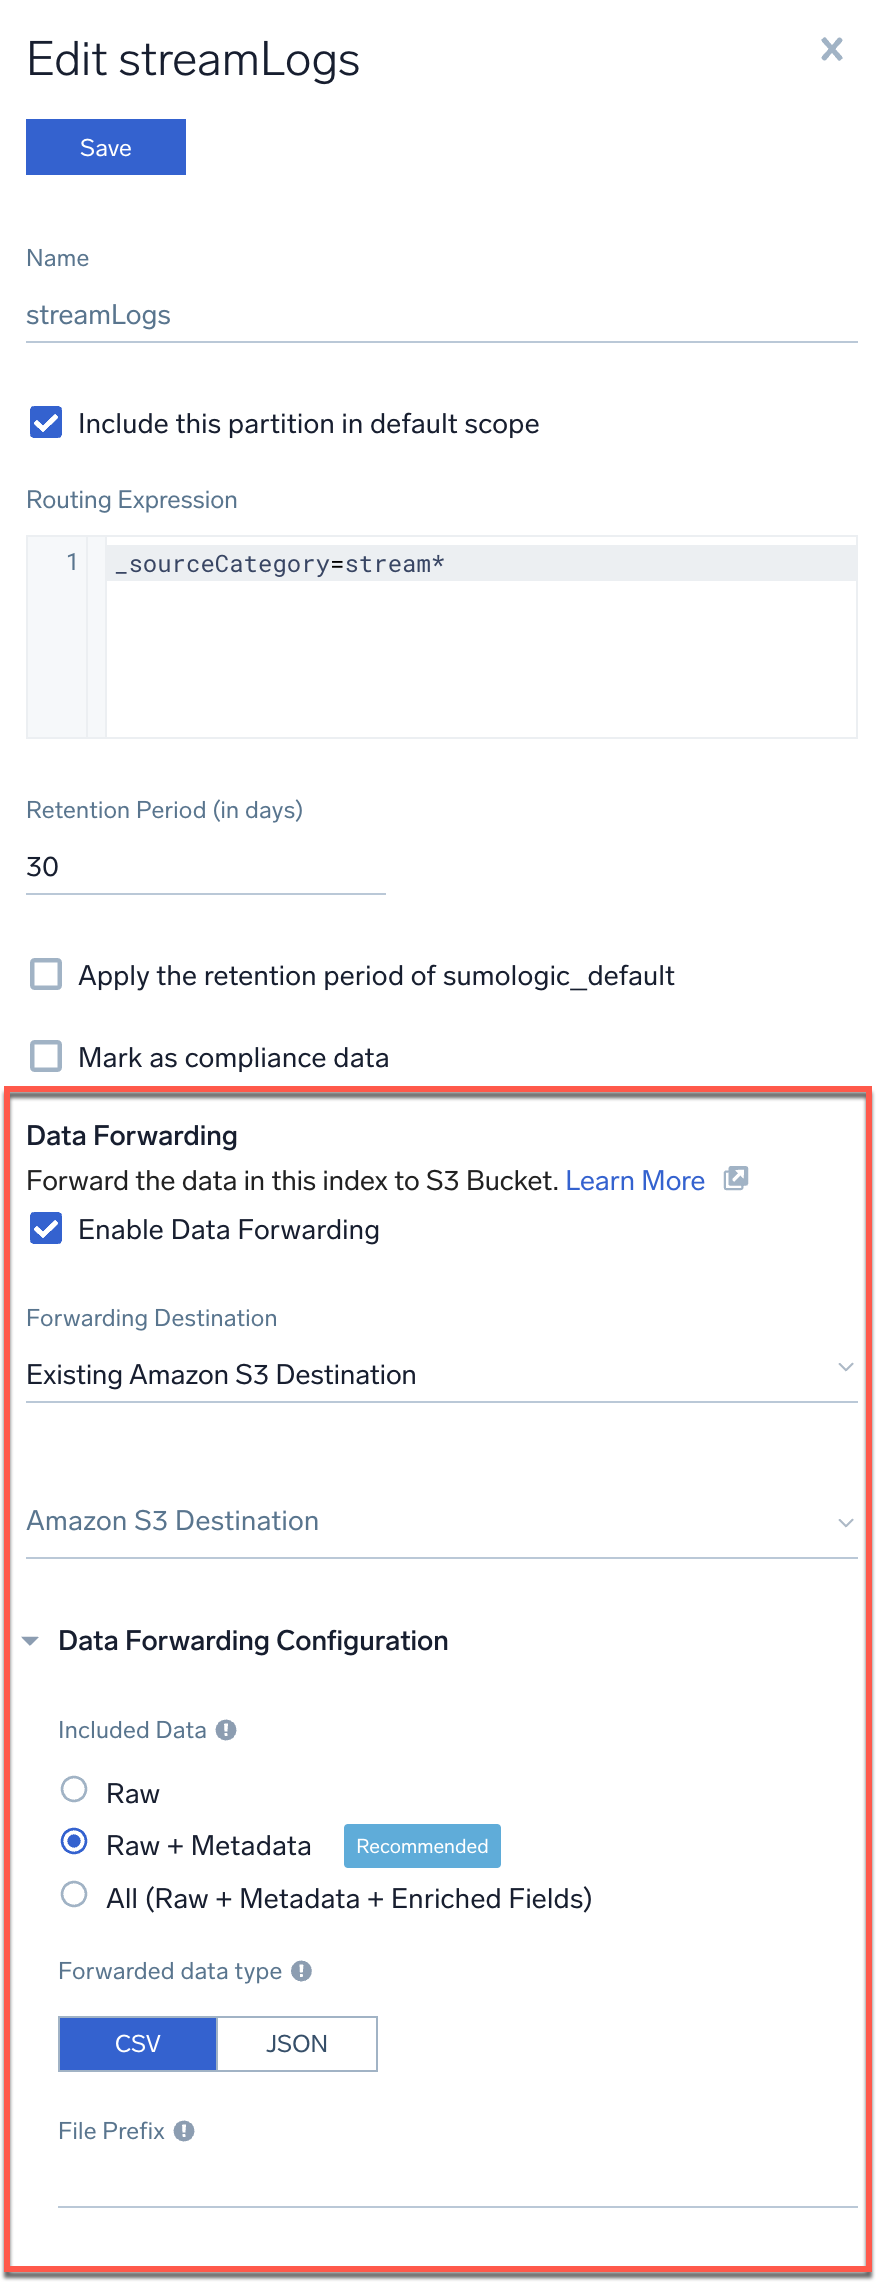 Edit streamLogs
Save
Name
streamLogs
Include this partition in default scope
Routing Expression
1 _sourceCategory=stream*
Retention Period (in days)
30
Apply the retention period of sumologic_default
Mark as compliance data
Data Forwarding
Forward the data in this index to S3 Bucket. Learn More
Enable Data Forwarding
Forwarding Destination
Existing Amazon S3 Destination
Amazon S3 Destination
Data Forwarding Configuration
Included Data
Raw
Raw + Metadata Recommended
All (Raw + Metadata + Enriched Fields)
Forwarded data type
CSV JSON
File Prefix